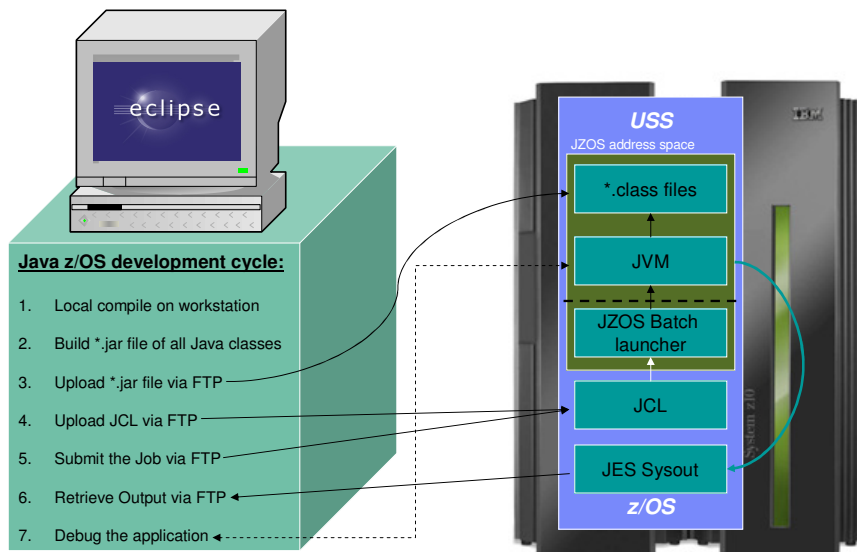 eclipse
Java z/OS development cycle:
1. Local compile on workstation
2. Build *.jar file of all Java classes
3. Upload *.jar file via FTP
4. Upload JCL via FTP
5. Submit the Job via FTP
6. Retrieve Output via FTP
7. Debug the application
USS
JZOS address space
*.class files
JVM
JZOS Batch
launcher
JCL
JES Sysout
z/OS
IBM
System z10